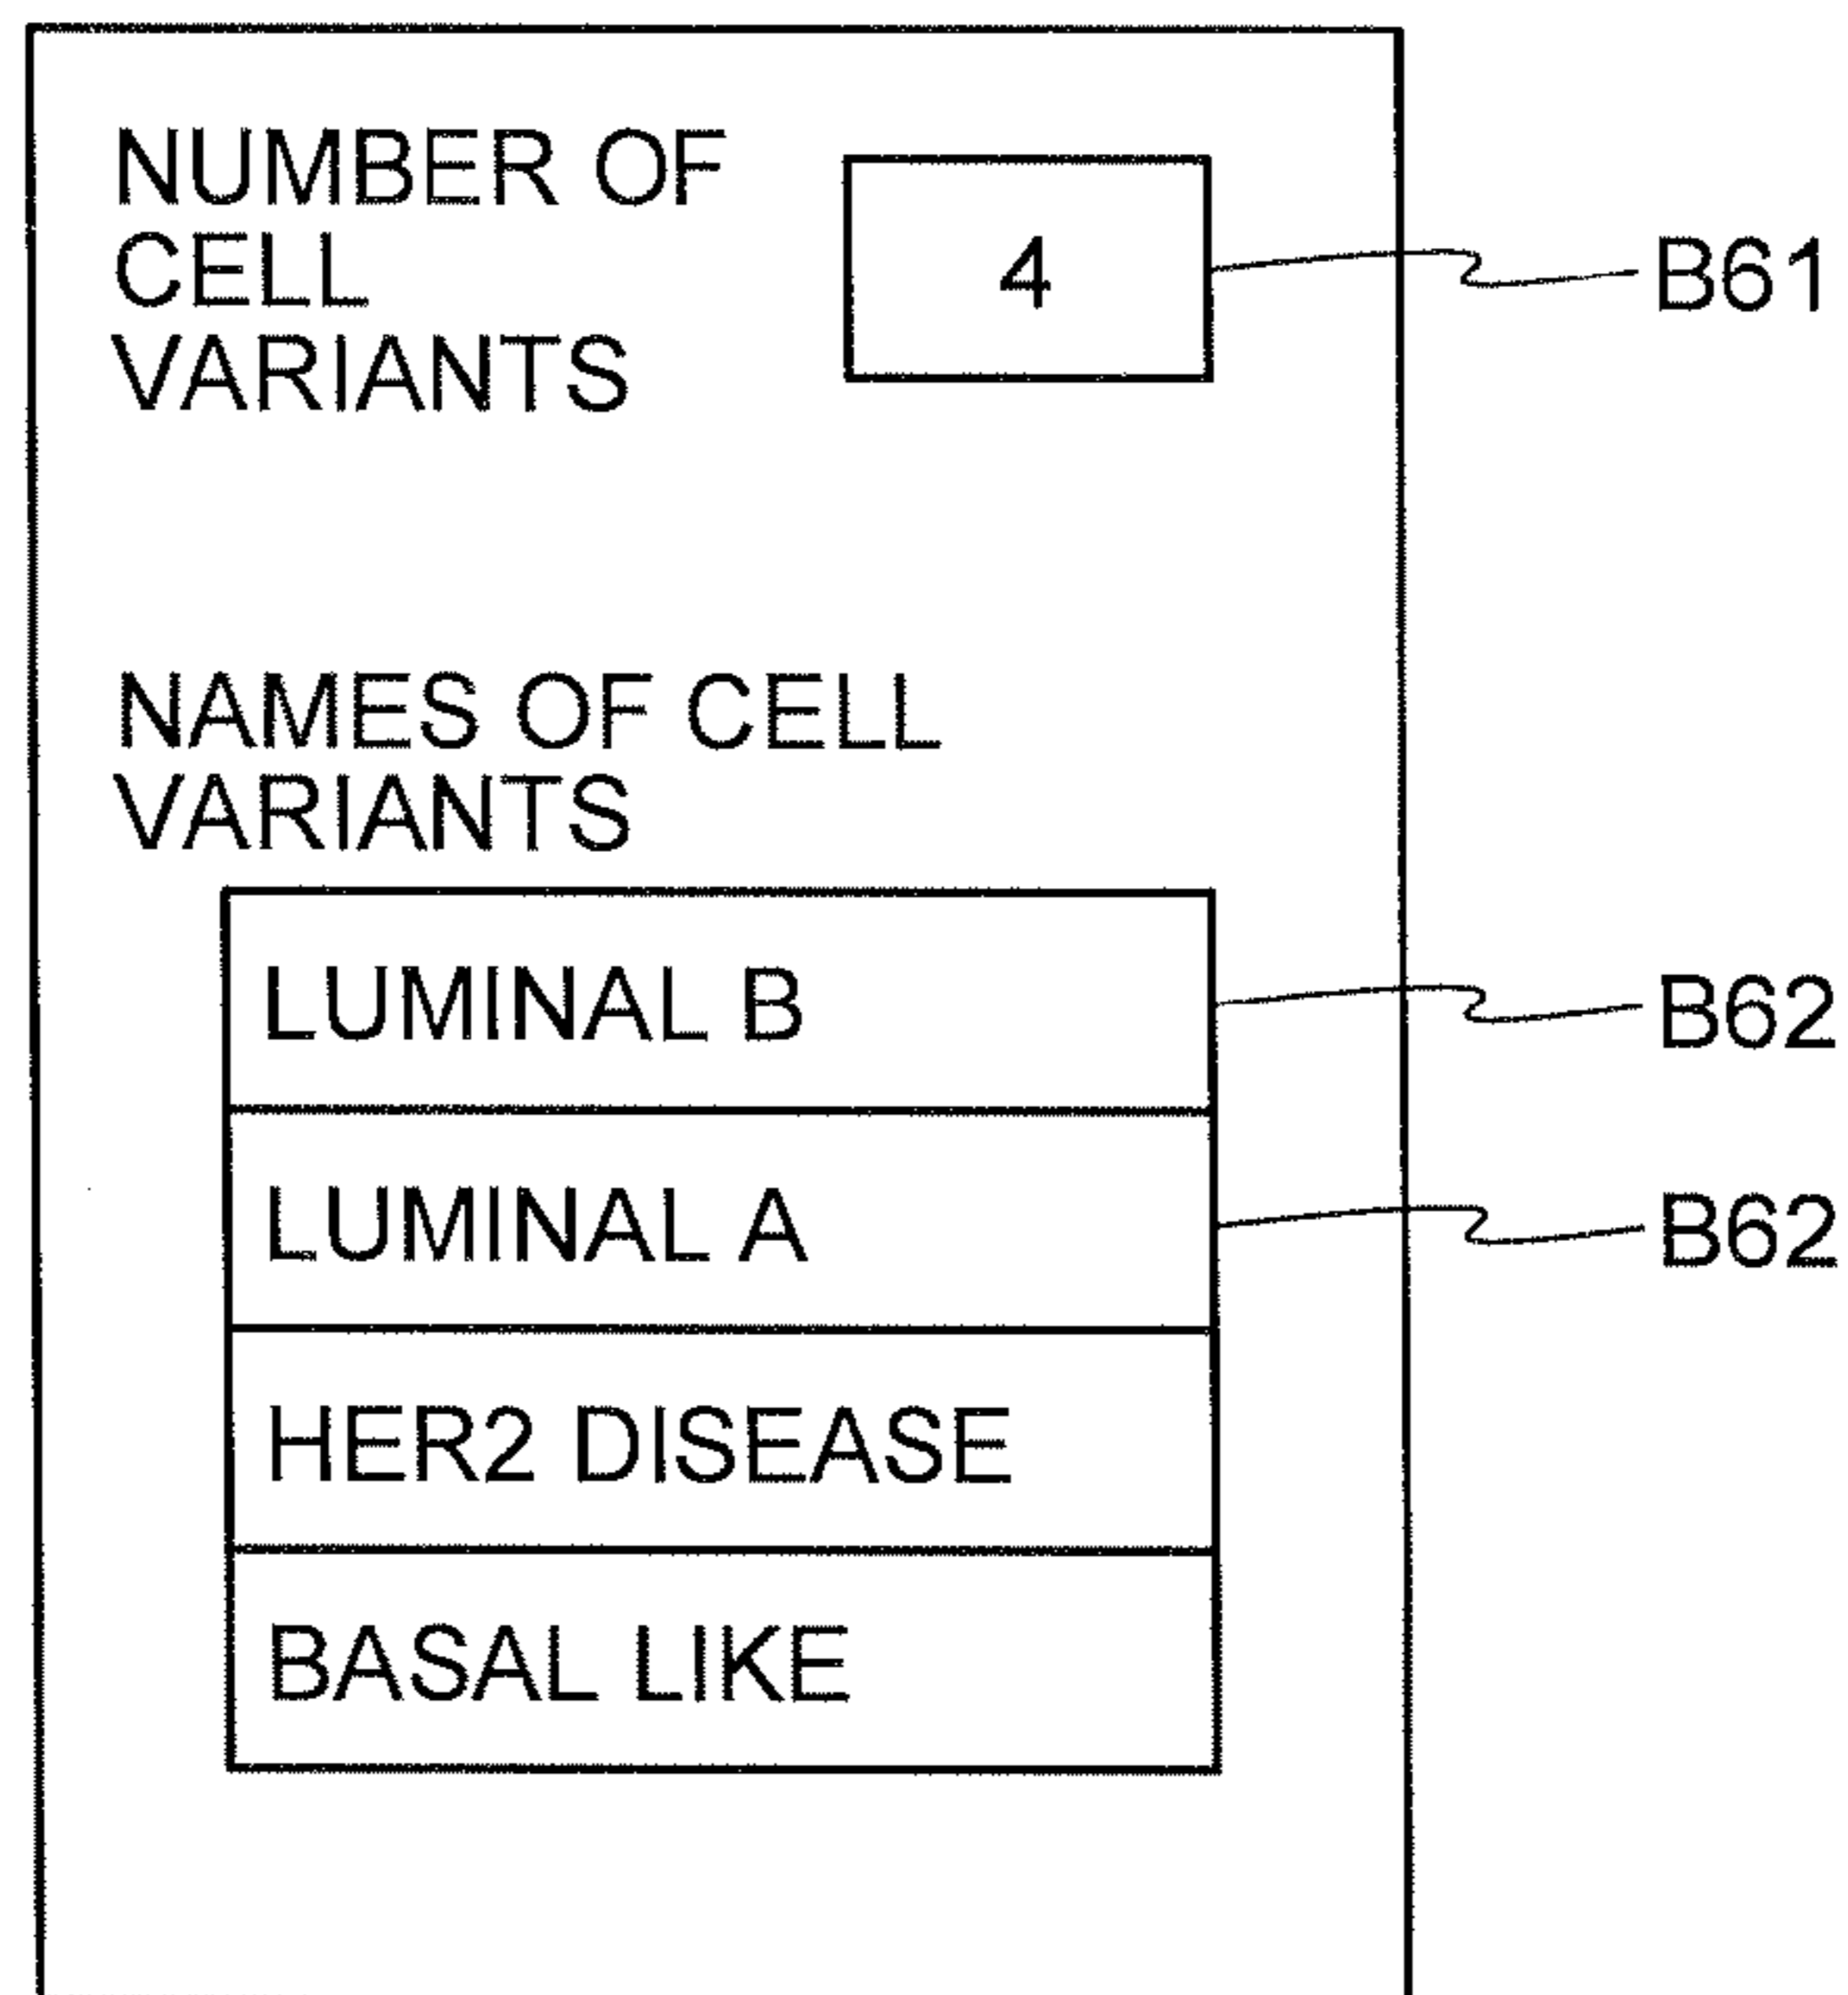 NUMBER OF
CELL
VARIANTS
4
B61
NAMES OF CELL
VARIANTS
LUMINAL B
B62
LUMINAL A
B62
HER2 DISEASE
BASAL LIKE